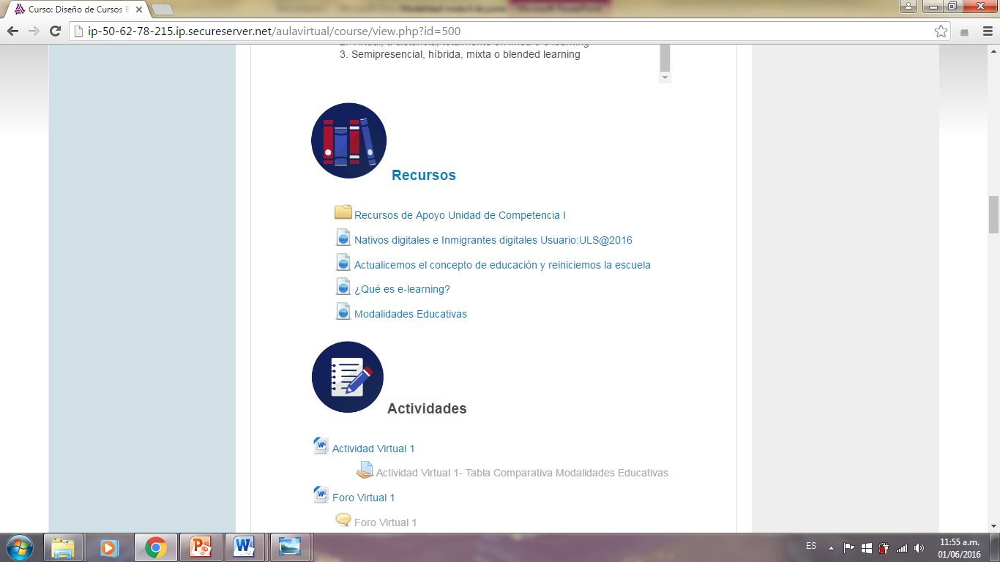 Curso: Diseño de Cursos E
ip-50-62-78-215.ip.secureserver.net/aulavirtual/course/view.php?id=500
3. Semipresencial, híbrida, mixta o blended learning
Recursos
Recursos de Apoyo Unidad de Competencia I
Nativos digitales e Inmigrantes digitales Usuario:ULS@2016
Actualicemos el concepto de educación y reiniciemos la escuela
¿Qué es e-learning?
Modalidades Educativas
Actividades
Actividad Virtual 1
Actividad Virtual 1- Tabla Comparativa Modalidades Educativas
Foro Virtual 1
Foro Virtual 1
ES
11:55 a.m.
01/06/2016